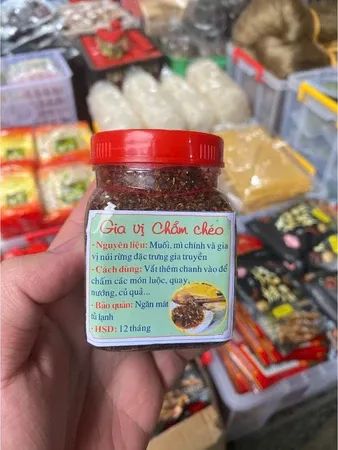 Gia vị Chẩm chéo
- Nguyên liệu: Muối, mì chính và gia
vị núi rừng đặc trưng gia truyền
- Cách dùng: Vắt thêm chanh vào để
chấm các món luộc, quay,
nướng, củ quả...
- Bảo quản: Ngăn mát
tủ lạnh
- HSD: 12 tháng